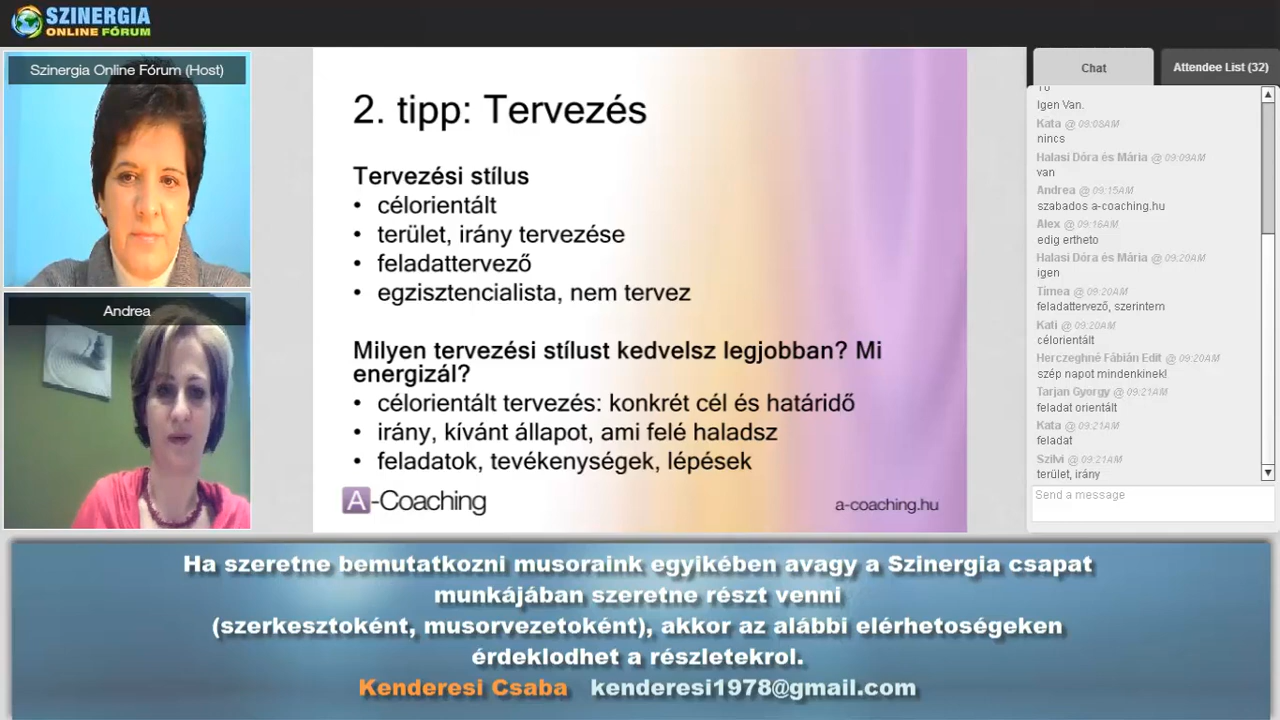 SZINERGIA
ONLINE FÓRUM
Szinergia Online Fórum (Host)
Andrea
2. tipp: Tervezés
Tervezési stílus
• célorientált
• terület, irány tervezése
• feladattervező
• egzisztencialista, nem tervez
Milyen tervezési stílust kedvelsz legjobban? Mi
energizál?
• célorientált tervezés: konkrét cél és határidő
• irány, kívánt állapot, ami felé haladsz
• feladatok, tevékenységek, lépések
A-Coaching
a-coaching.hu
Chat
Attendee List (32)
Igen Van.
Kata @ 09:08AM
nincs
Halasi Dóra és Mária @ 09:09AM
van
Andrea @ 09:15AM
szabados a-coaching.hu
Alex @ 09:16AM
edig ertheto
Halasi Dóra és Mária @ 09:20AM
igen
Timea @ 09:20AM
feladattervező, szerintem
Kati @ 09:20AM
célorientált
Herczeghné Fábián Edit @ 09:20AM
szép napot mindenkinek!
Tarjan Gyorgy @ 09:21AM
feladat orientált
Kata @ 09:21AM
feladat
Szilvi @ 09:21AM
terület, irány
Send a message
Ha szeretne bemutatkozni musoraink egyikében avagy a Szinergia csapat
munkájában szeretne részt venni
(szerkesztoként, musorvezetoként), akkor az alábbi elérhetoségeken
érdeklodhet a részletekrol.
Kenderesi Csaba kenderesi1978@gmail.com